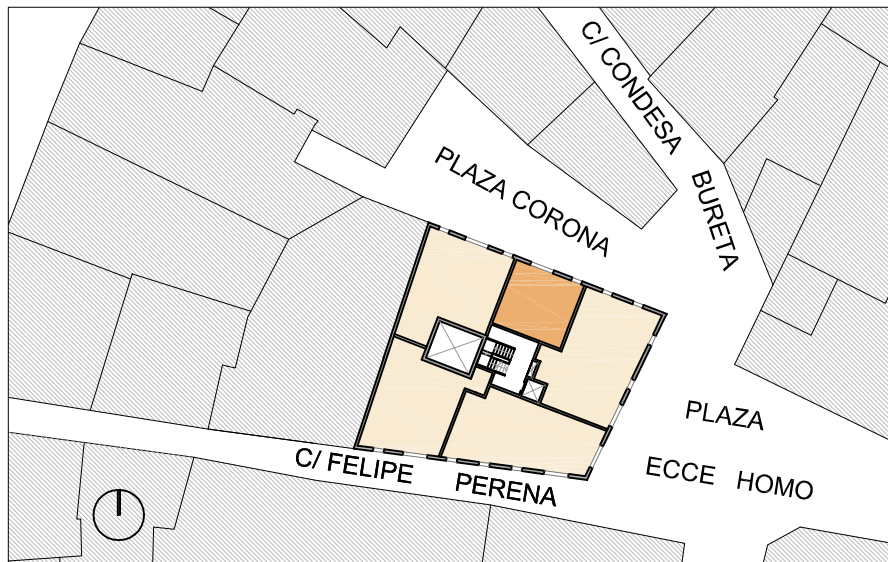 C/ CONDESA BURETA
PLAZA CORONA
PLAZA
ECCE HOMO
C/ FELIPE PERENA